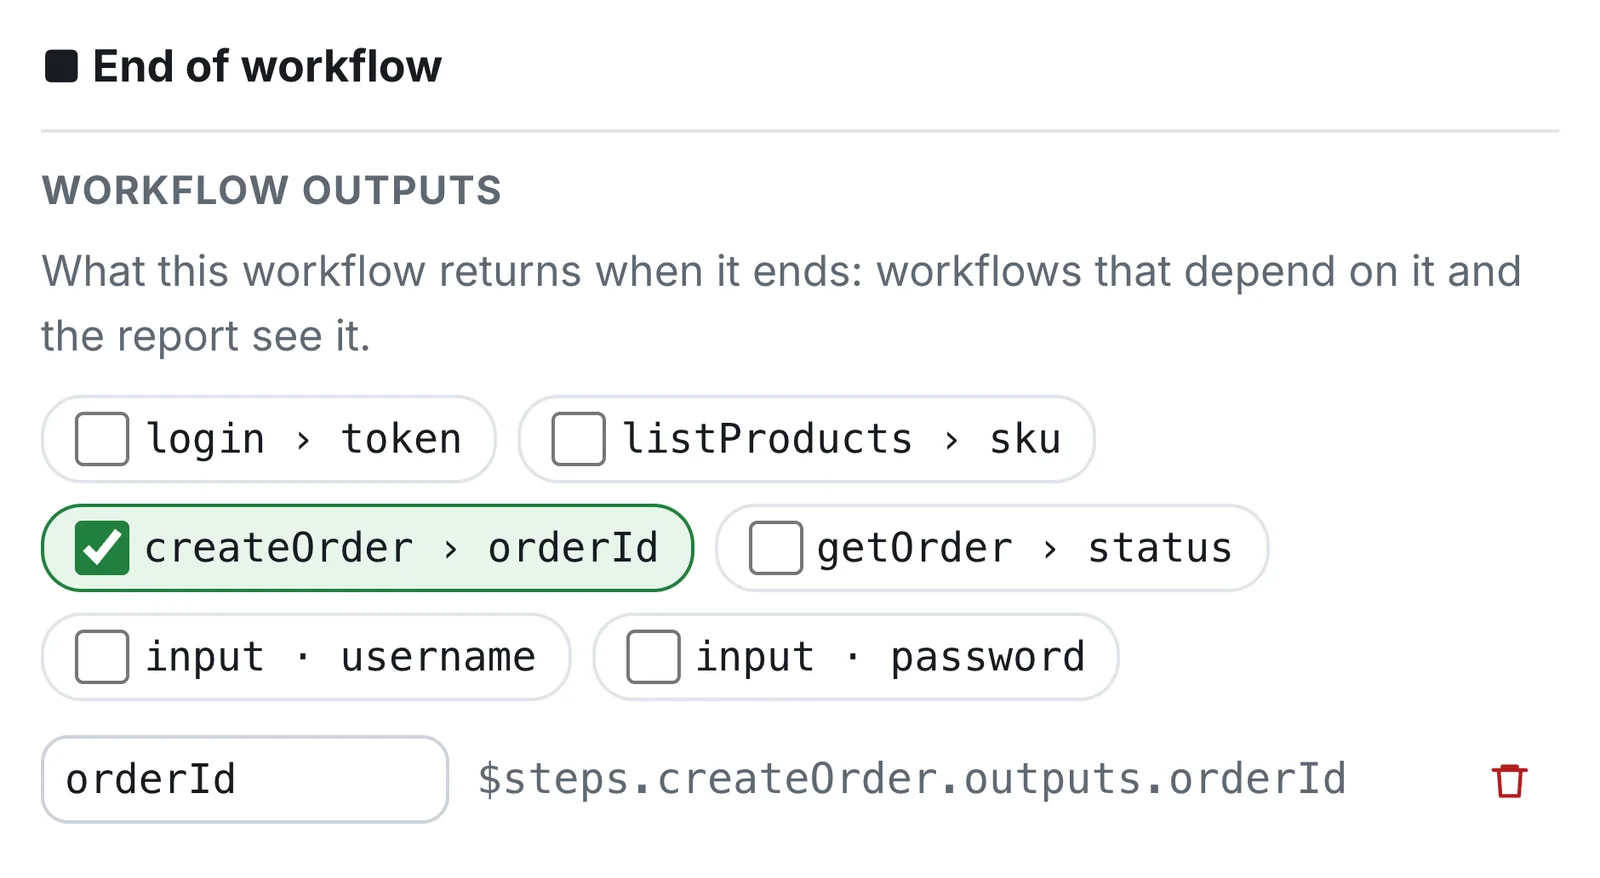 End of workflow
WORKFLOW OUTPUTS
What this workflow returns when it ends: workflows that depend on it and
the report see it.
login › token listProducts › sku
createOrder › orderId getOrder › status
input · username input · password
orderId $steps.createOrder.outputs.orderId